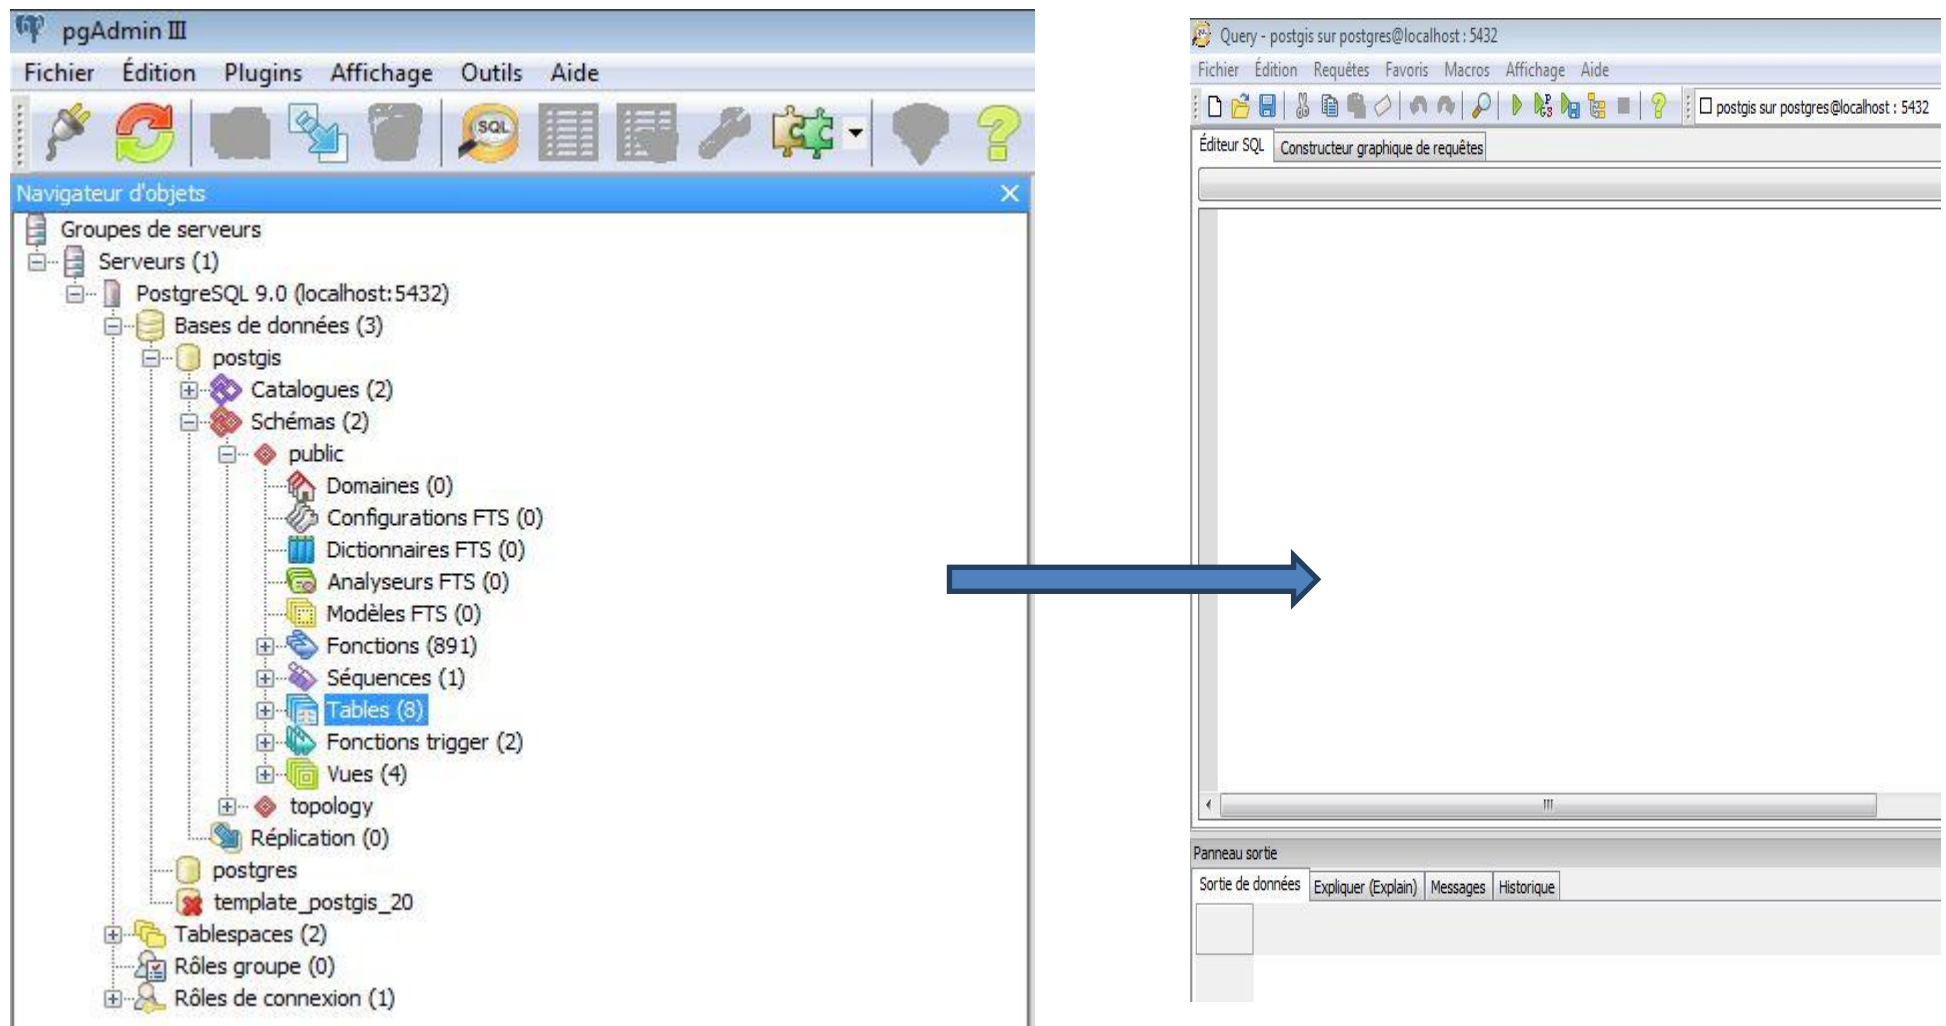 pgAdmin III
Fichier Édition Plugins Affichage Outils Aide
SQL
Navigateur d'objets
Groupes de serveurs
Serveurs (1)
PostgreSQL 9.0 (localhost:5432)
Bases de données (3)
postgis
Catalogues (2)
Schémas (2)
public
Domaines (0)
Configurations FTS (0)
Dictionnaires FTS (0)
Analyseurs FTS (0)
Modèles FTS (0)
Fonctions (891)
Séquences (1)
Tables (8)
Fonctions trigger (2)
Vues (4)
topology
Réplication (0)
postgres
template_postgis_20
Tablespaces (2)
Rôles groupe (0)
Rôles de connexion (1)
Query - postgis sur postgres@localhost : 5432
Fichier Édition Requêtes Favoris Macros Affichage Aide
postgis sur postgres@localhost : 5432
Éditeur SQL Constructeur graphique de requêtes
Panneau sortie
Sortie de données Expliquer (Explain) Messages Historique